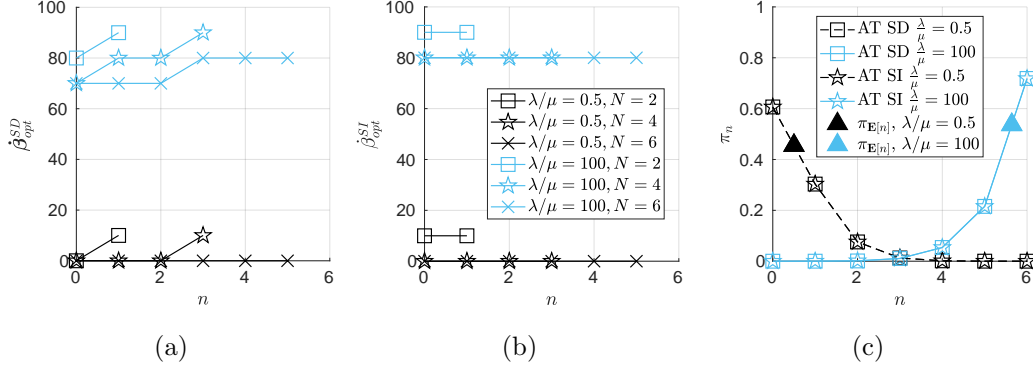 100
80
60
40
20
0
0 2 4 6
n
β̇^{SD}_{opt}
(a)
100
80
60
40
20
0
0 2 4 6
n
β̇^{SI}_{opt}
λ/μ = 0.5, N = 2
λ/μ = 0.5, N = 4
λ/μ = 0.5, N = 6
λ/μ = 100, N = 2
λ/μ = 100, N = 4
λ/μ = 100, N = 6
(b)
1
0.8
0.6
0.4
0.2
0
0 2 4 6
n
π_n
AT SD λ/μ = 0.5
AT SD λ/μ = 100
AT SI λ/μ = 0.5
AT SI λ/μ = 100
π_{E[n]}, λ/μ = 0.5
π_{E[n]}, λ/μ = 100
(c)